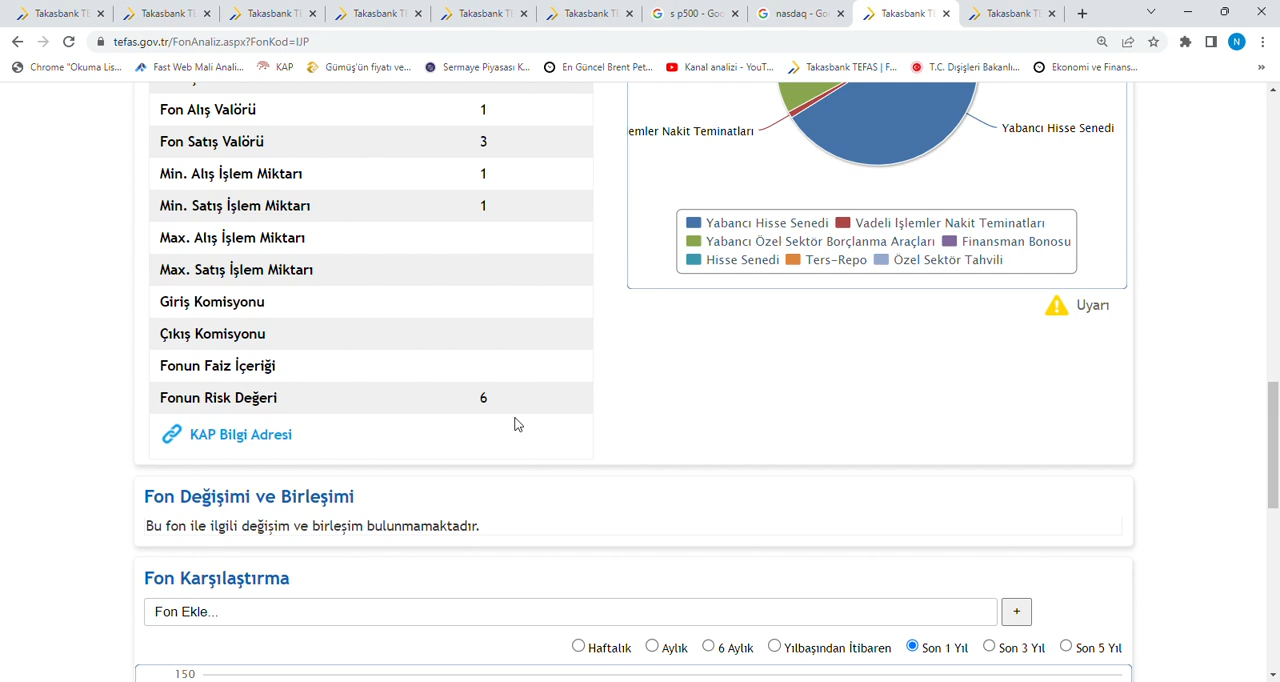 Takasbank TE
Takasbank TE
Takasbank TE
Takasbank TE
Takasbank TE
Takasbank TE
s p500 - Goo
nasdaq - Go
Takasbank TE
Takasbank TE
tefas.gov.tr/FonAnaliz.aspx?FonKod=IJP
N
Chrome "Okuma Lis...
Fast Web Mali Anali...
KAP
Gümüş'ün fiyatı ve...
Sermaye Piyasası K...
En Güncel Brent Pet...
Kanal analizi - YouT...
Takasbank TEFAS | F...
T.C. Dışişleri Bakanlı...
Ekonomi ve Finans...
Fon Alış Valörü 1
Fon Satış Valörü 3
Min. Alış İşlem Miktarı 1
Min. Satış İşlem Miktarı 1
Max. Alış İşlem Miktarı
Max. Satış İşlem Miktarı
Giriş Komisyonu
Çıkış Komisyonu
Fonun Faiz İçeriği
Fonun Risk Değeri 6
KAP Bilgi Adresi
emler Nakit Teminatları
Yabancı Hisse Senedi
Yabancı Hisse Senedi Vadeli İşlemler Nakit Teminatları
Yabancı Özel Sektör Borçlanma Araçları Finansman Bonosu
Hisse Senedi Ters-Repo Özel Sektör Tahvili
Uyarı
Fon Değişimi ve Birleşimi
Bu fon ile ilgili değişim ve birleşim bulunmamaktadır.
Fon Karşılaştırma
Fon Ekle...
+
Haftalık Aylık 6 Aylık Yılbaşından İtibaren Son 1 Yıl Son 3 Yıl Son 5 Yıl
150